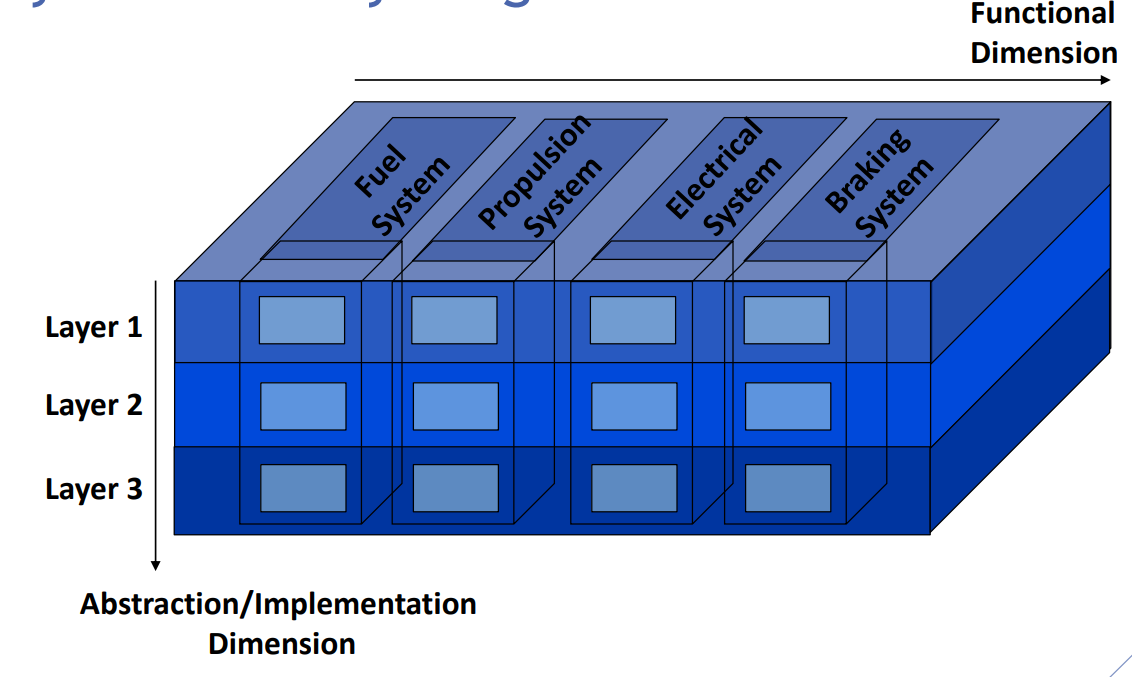 Functional
Dimension
Fuel
System
Propulsion
System
Electrical
System
Braking
System
Layer 1
Layer 2
Layer 3
Abstraction/Implementation
Dimension